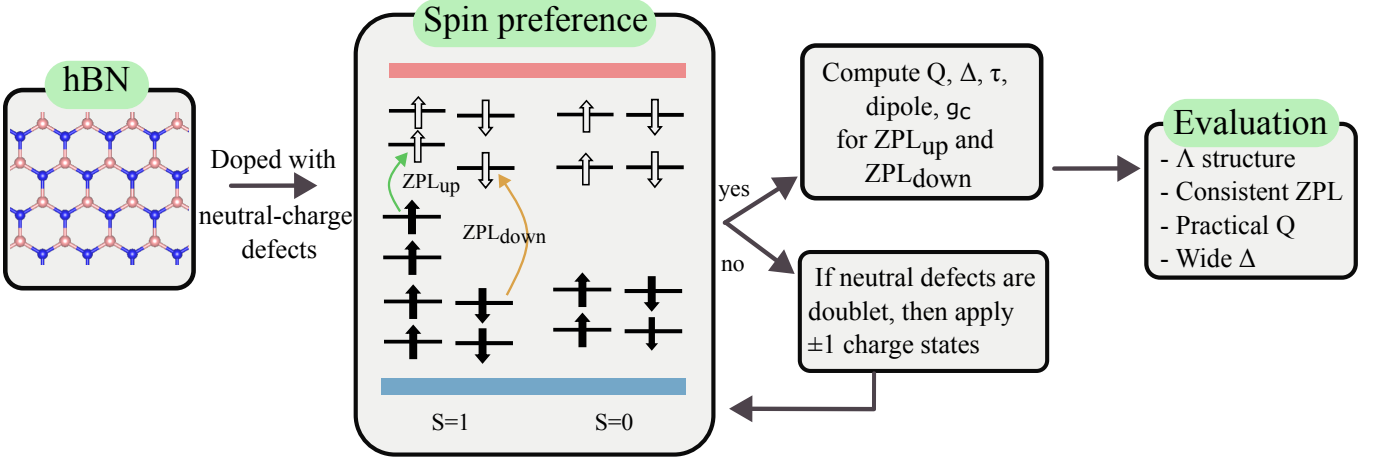 hBN
Doped with
neutral-charge
defects
Spin preference
ZPLup
ZPLdown
S=1
S=0
yes
no
Compute Q, Δ, τ,
dipole, gc
for ZPLup and
ZPLdown
If neutral defects are
doublet, then apply
±1 charge states
Evaluation
- Λ structure
- Consistent ZPL
- Practical Q
- Wide Δ